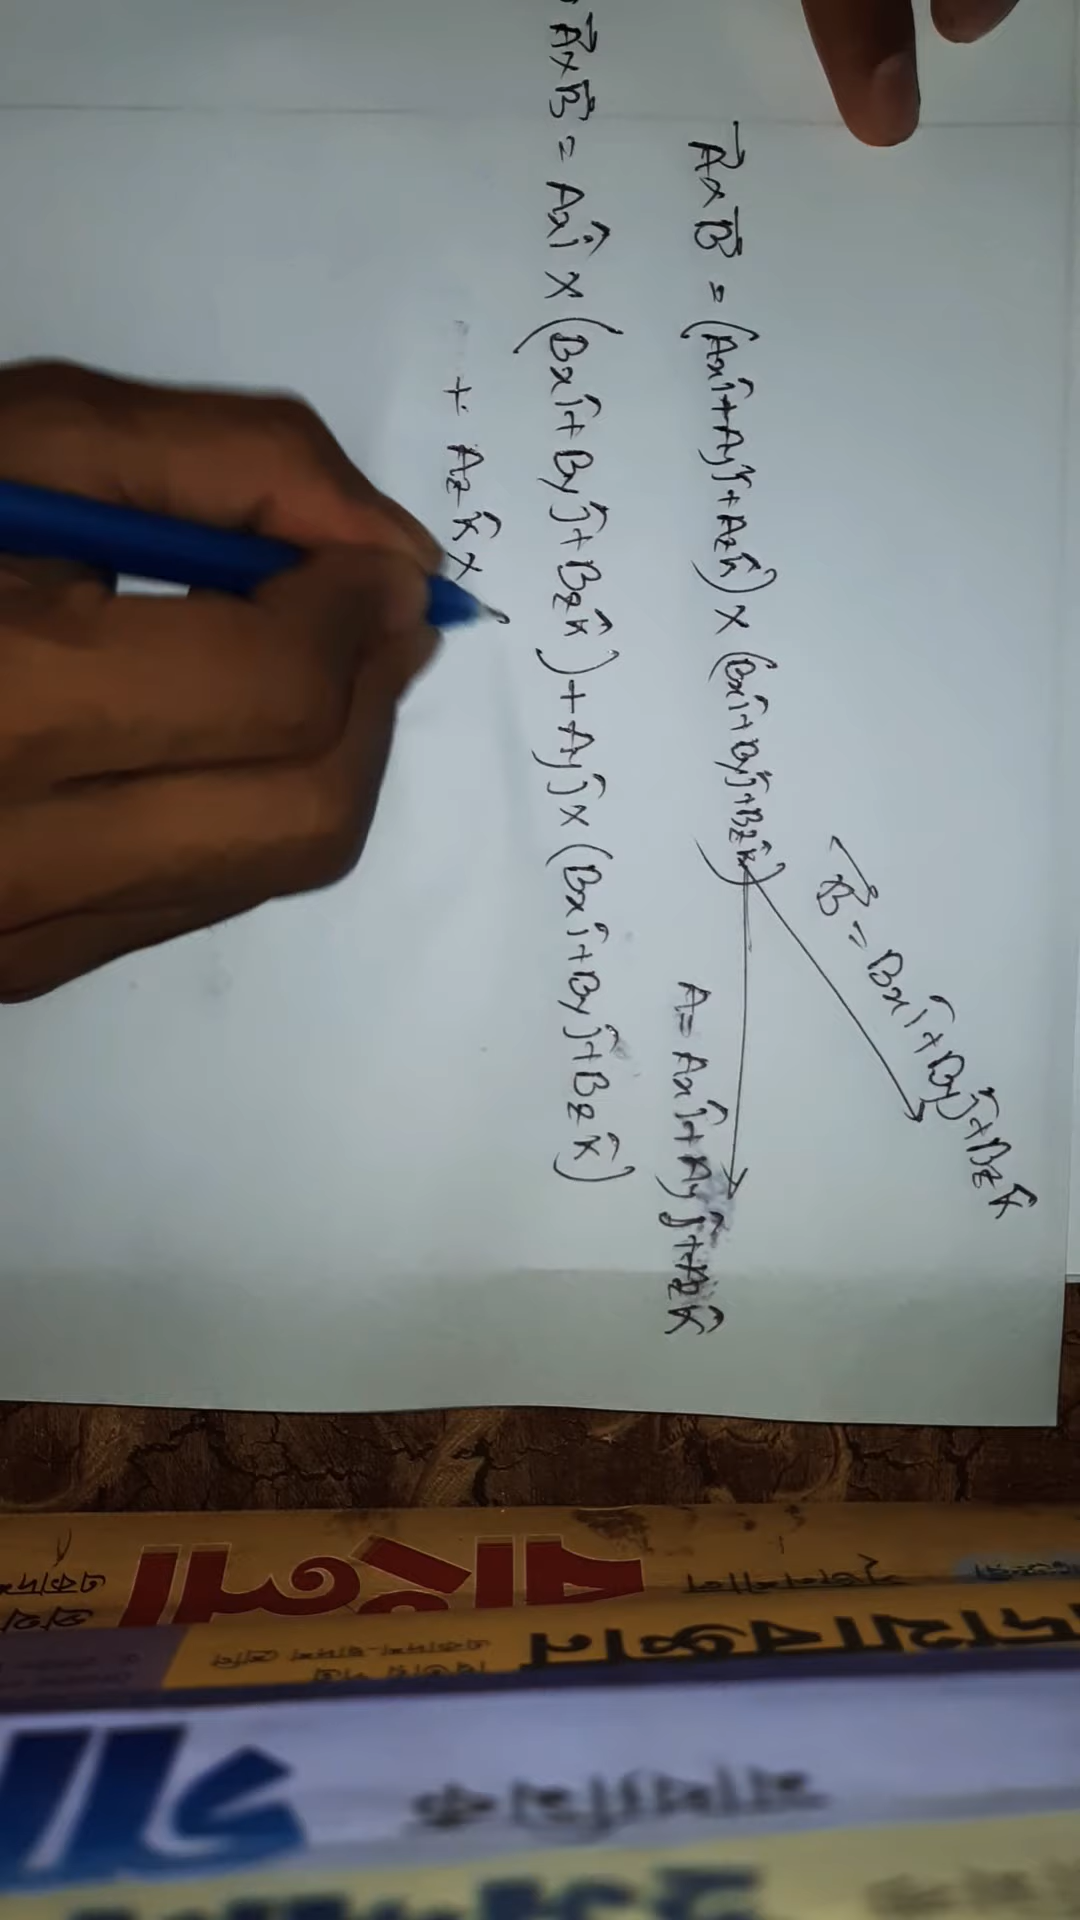 B⃗ = Bxî + Byĵ + Bzk̂
A⃗ × B⃗ = (Axî + Ayĵ + Azk̂) × (Bxî + Byĵ + Bzk̂)
A = Axî + Ayĵ + Azk̂
A⃗ × B⃗ = Axî × (Bxî + Byĵ + Bzk̂) + Ayĵ × (Bxî + Byĵ + Bzk̂)
+ Azk̂ × (
বাংলা